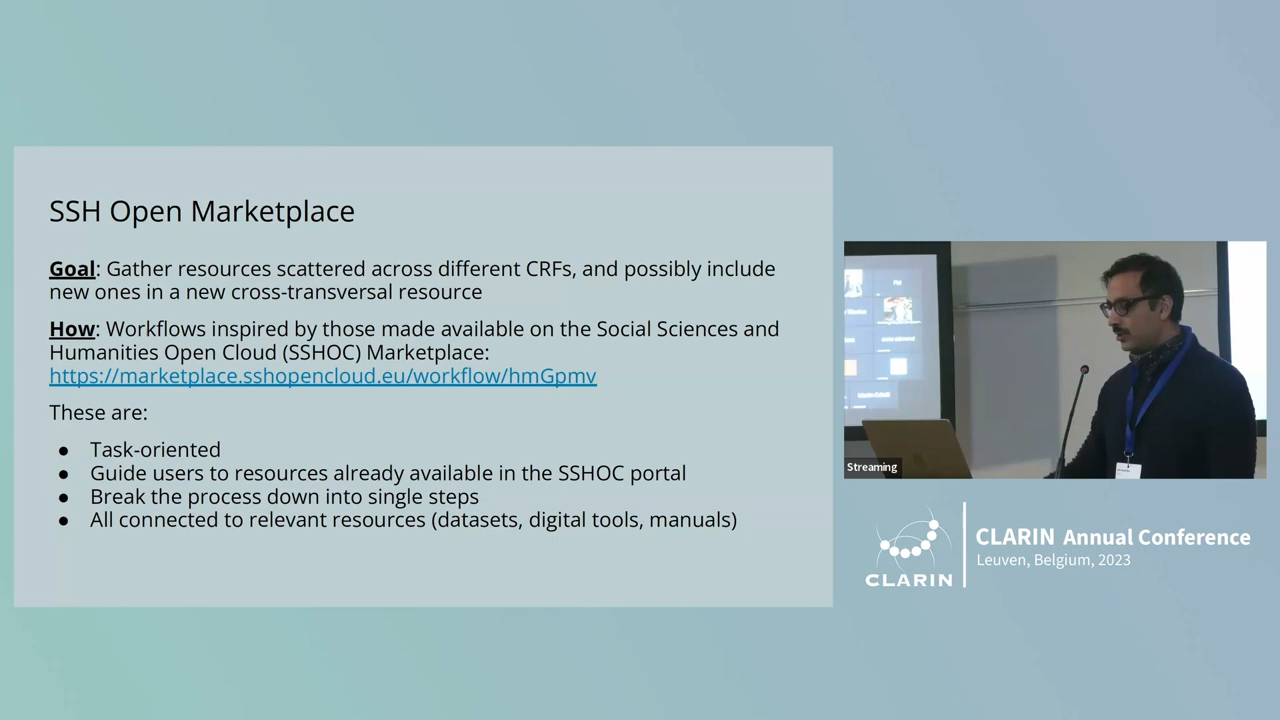 SSH Open Marketplace
Goal: Gather resources scattered across different CRFs, and possibly include
new ones in a new cross-transversal resource
How: Workflows inspired by those made available on the Social Sciences and
Humanities Open Cloud (SSHOC) Marketplace:
https://marketplace.sshopencloud.eu/workflow/hmGpmv
These are:
● Task-oriented
● Guide users to resources already available in the SSHOC portal
● Break the process down into single steps
● All connected to relevant resources (datasets, digital tools, manuals)
Streaming
CLARIN
CLARIN Annual Conference
Leuven, Belgium, 2023